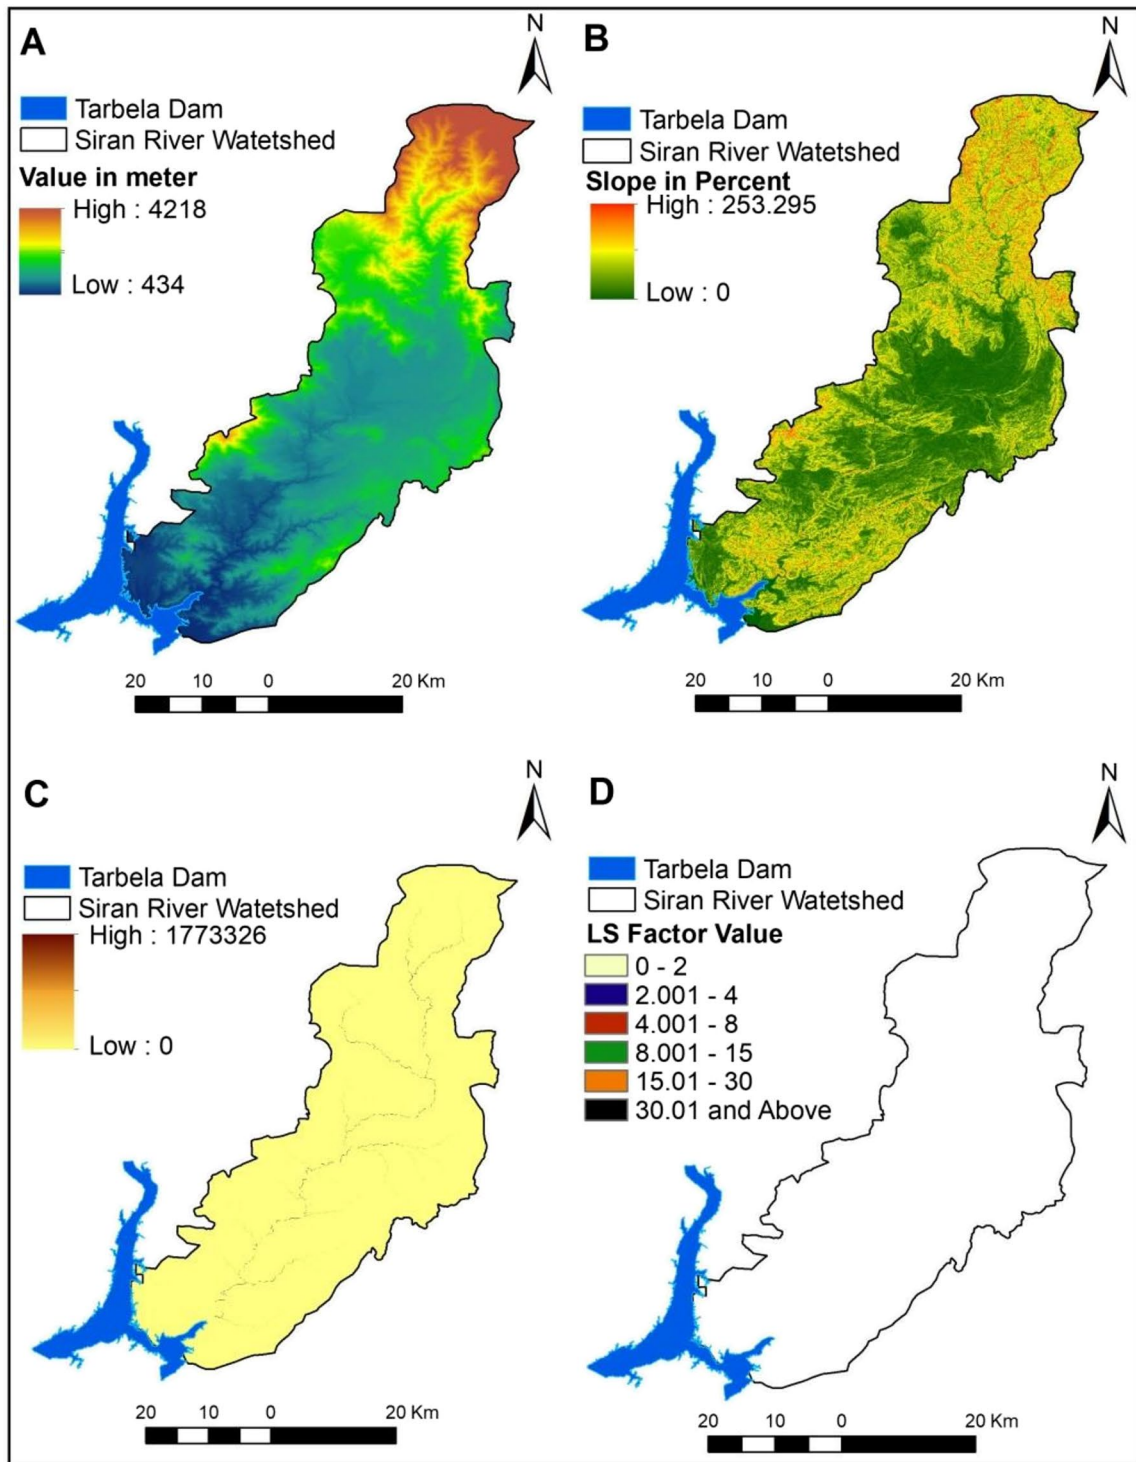 A
N
Tarbela Dam
Siran River Watetshed
Value in meter
High : 4218
Low : 434
20 10 0 20 Km
B
N
Tarbela Dam
Siran River Watetshed
Slope in Percent
High : 253.295
Low : 0
20 10 0 20 Km
C
N
Tarbela Dam
Siran River Watetshed
High : 1773326
Low : 0
20 10 0 20 Km
D
N
Tarbela Dam
Siran River Watetshed
LS Factor Value
0 - 2
2.001 - 4
4.001 - 8
8.001 - 15
15.01 - 30
30.01 and Above
20 10 0 20 Km